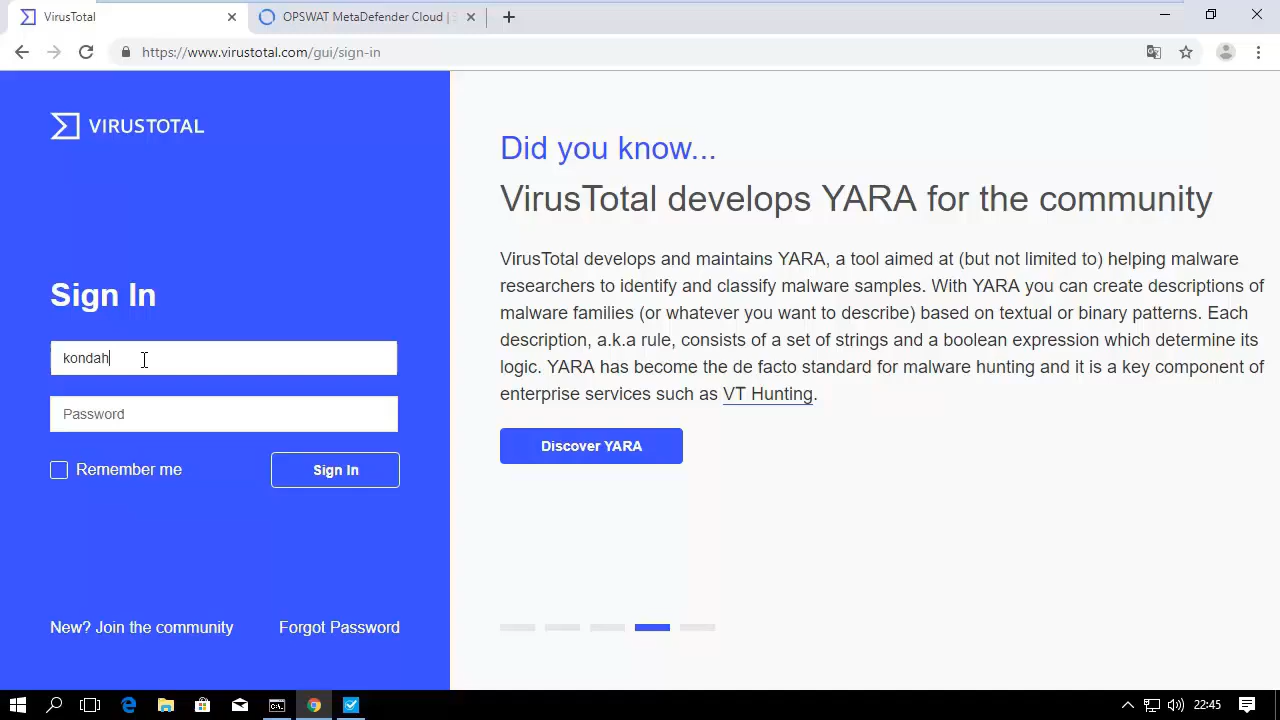 VirusTotal
OPSWAT MetaDefender Cloud |
https://www.virustotal.com/gui/sign-in
VIRUSTOTAL
Sign In
kondah
Password
Remember me
Sign In
New? Join the community
Forgot Password
Did you know...
VirusTotal develops YARA for the community
VirusTotal develops and maintains YARA, a tool aimed at (but not limited to) helping malware
researchers to identify and classify malware samples. With YARA you can create descriptions of
malware families (or whatever you want to describe) based on textual or binary patterns. Each
description, a.k.a rule, consists of a set of strings and a boolean expression which determine its
logic. YARA has become the de facto standard for malware hunting and it is a key component of
enterprise services such as VT Hunting.
Discover YARA
22:45